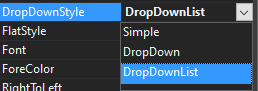 DropDownStyle DropDownList
FlatStyle Simple
Font DropDown
ForeColor DropDownList
RightToLeft